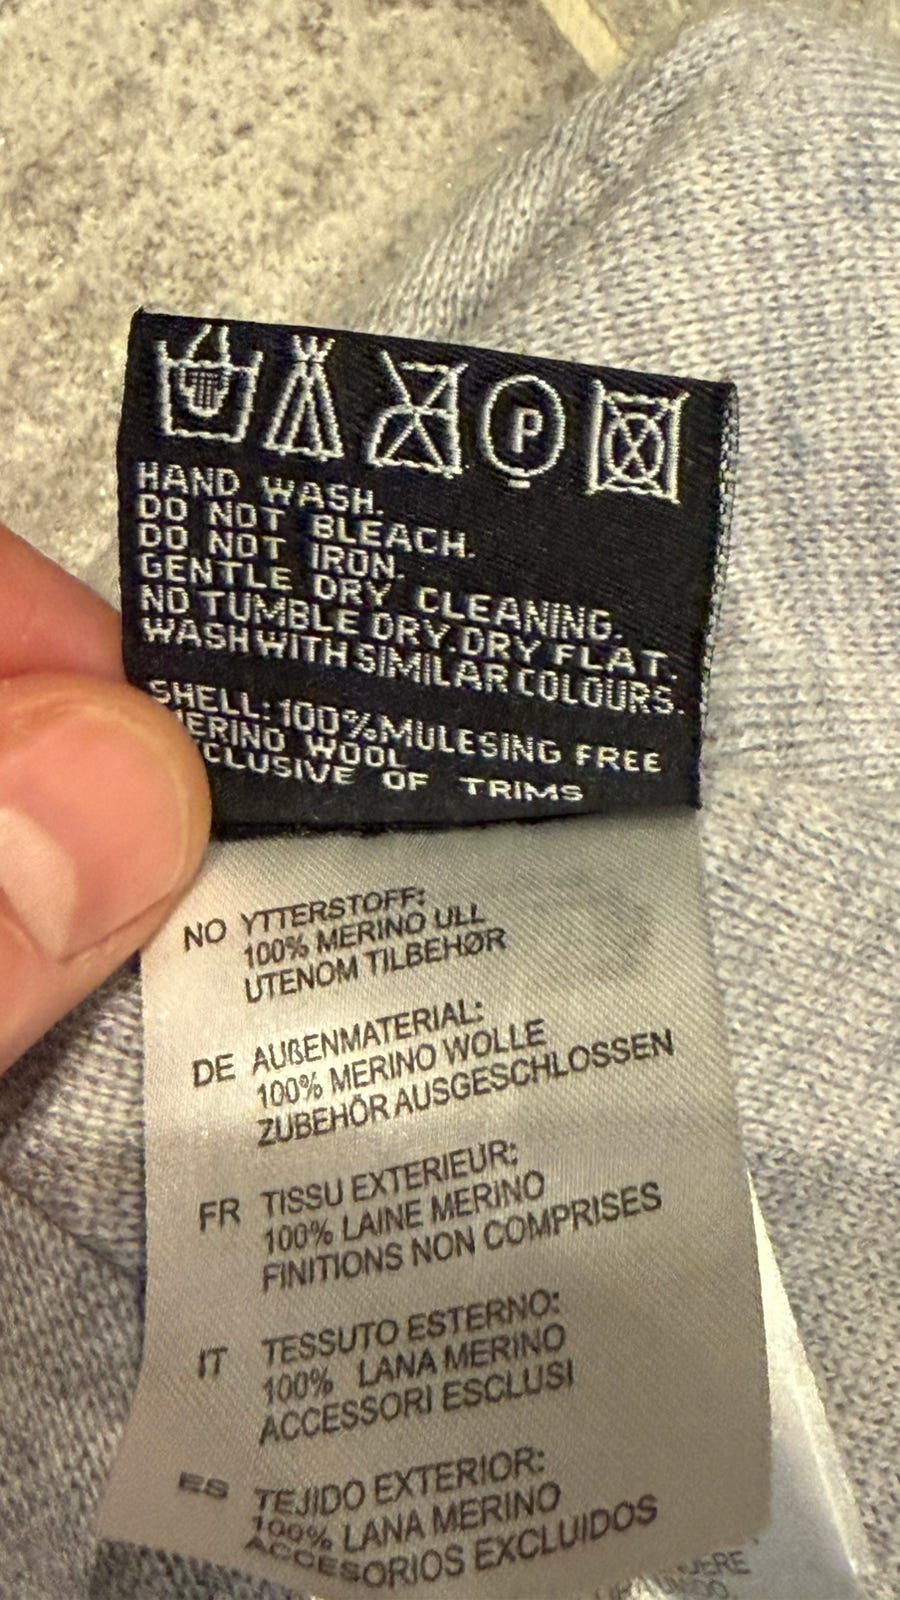 P
HAND WASH.
DO NOT BLEACH.
DO NOT IRON.
GENTLE DRY CLEANING.
NO TUMBLE DRY.DRY FLAT.
WASH WITH SIMILAR COLOURS.
SHELL: 100% MULESING FREE
MERINO WOOL
CLUSIVE OF TRIMS
NO YTTERSTOFF:
100% MERINO ULL
UTENOM TILBEHØR
DE AUßENMATERIAL:
100% MERINO WOLLE
ZUBEHÖR AUSGESCHLOSSEN
FR TISSU EXTERIEUR:
100% LAINE MERINO
FINITIONS NON COMPRISES
IT TESSUTO ESTERNO:
100% LANA MERINO
ACCESSORI ESCLUSI
ES TEJIDO EXTERIOR:
100% LANA MERINO
ACCESORIOS EXCLUIDOS